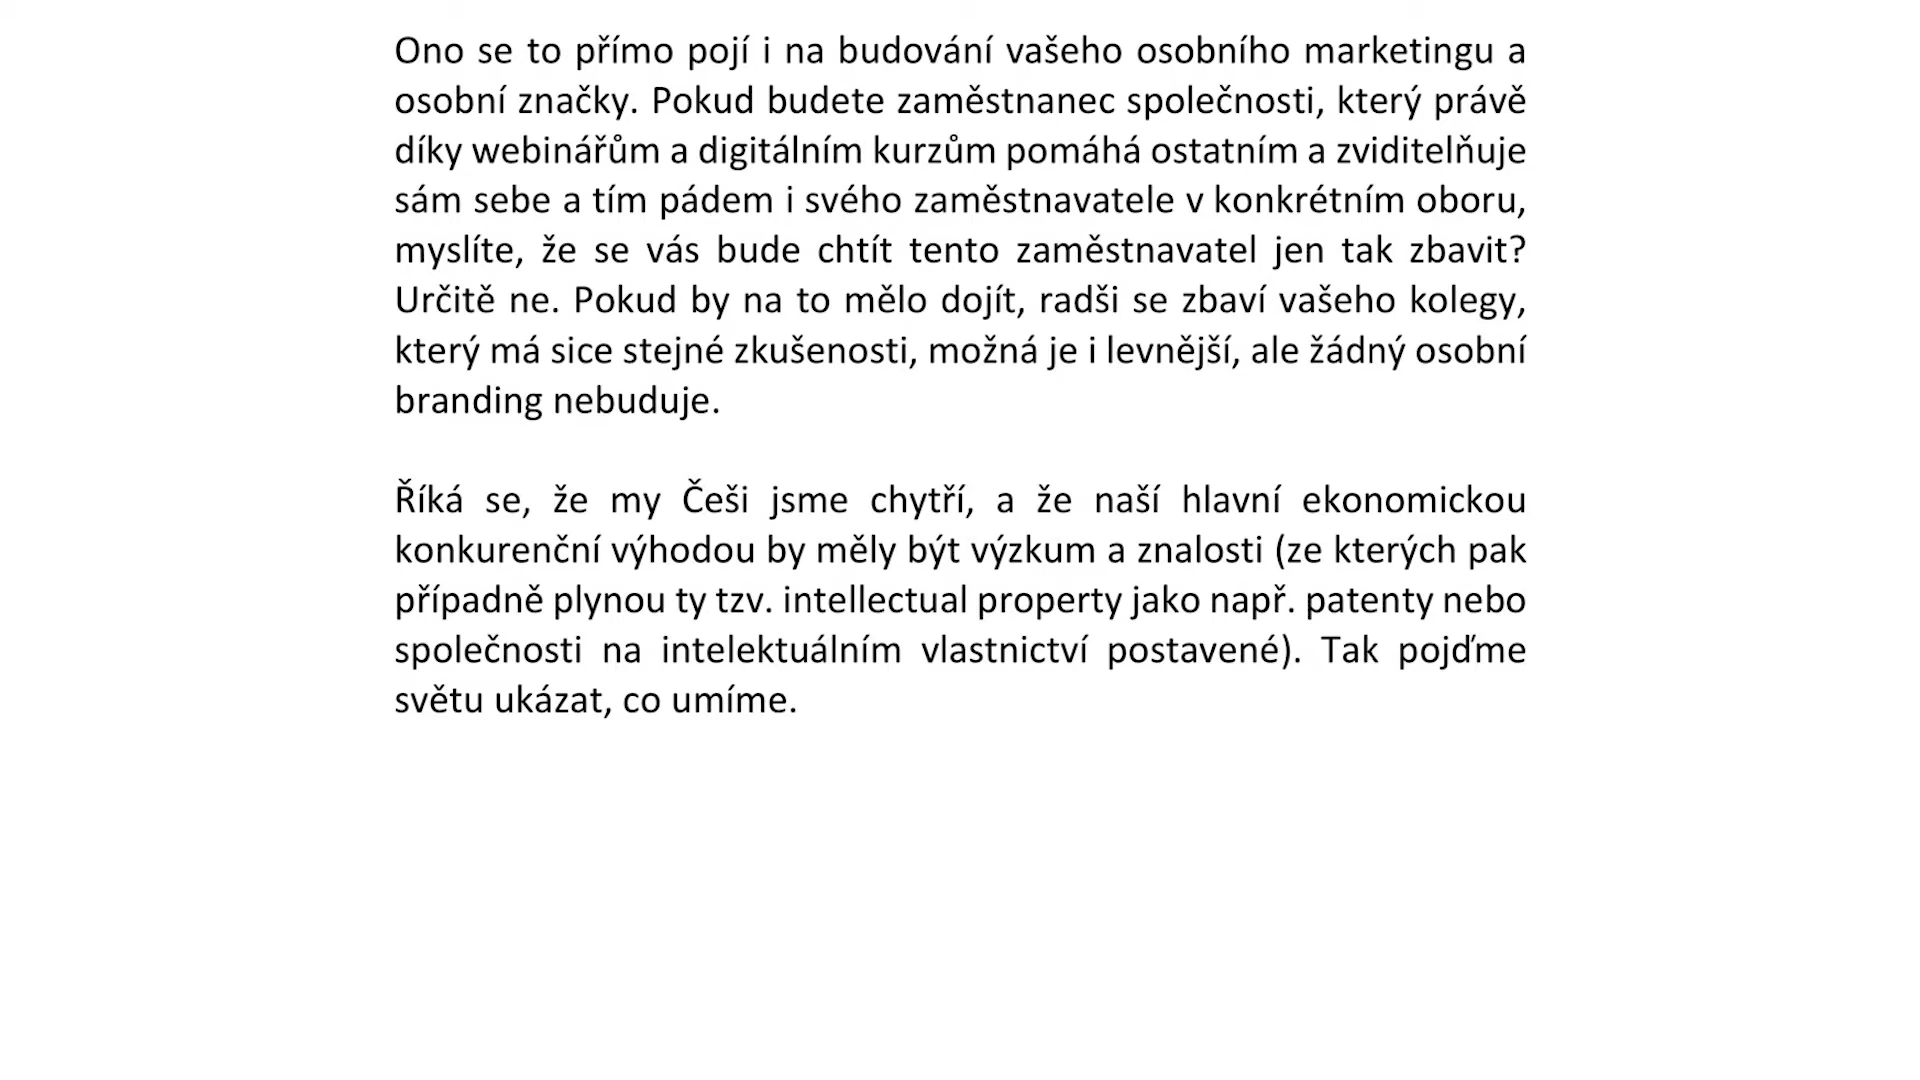 Ono se to přímo pojí i na budování vašeho osobního marketingu a
osobní značky. Pokud budete zaměstnanec společnosti, který právě
díky webinářům a digitálním kurzům pomáhá ostatním a zviditelňuje
sám sebe a tím pádem i svého zaměstnavatele v konkrétním oboru,
myslíte, že se vás bude chtít tento zaměstnavatel jen tak zbavit?
Určitě ne. Pokud by na to mělo dojít, radši se zbaví vašeho kolegy,
který má sice stejné zkušenosti, možná je i levnější, ale žádný osobní
branding nebuduje.
Říká se, že my Češi jsme chytří, a že naší hlavní ekonomickou
konkurenční výhodou by měly být výzkum a znalosti (ze kterých pak
případně plynou ty tzv. intellectual property jako např. patenty nebo
společnosti na intelektuálním vlastnictví postavené). Tak pojďme
světu ukázat, co umíme.